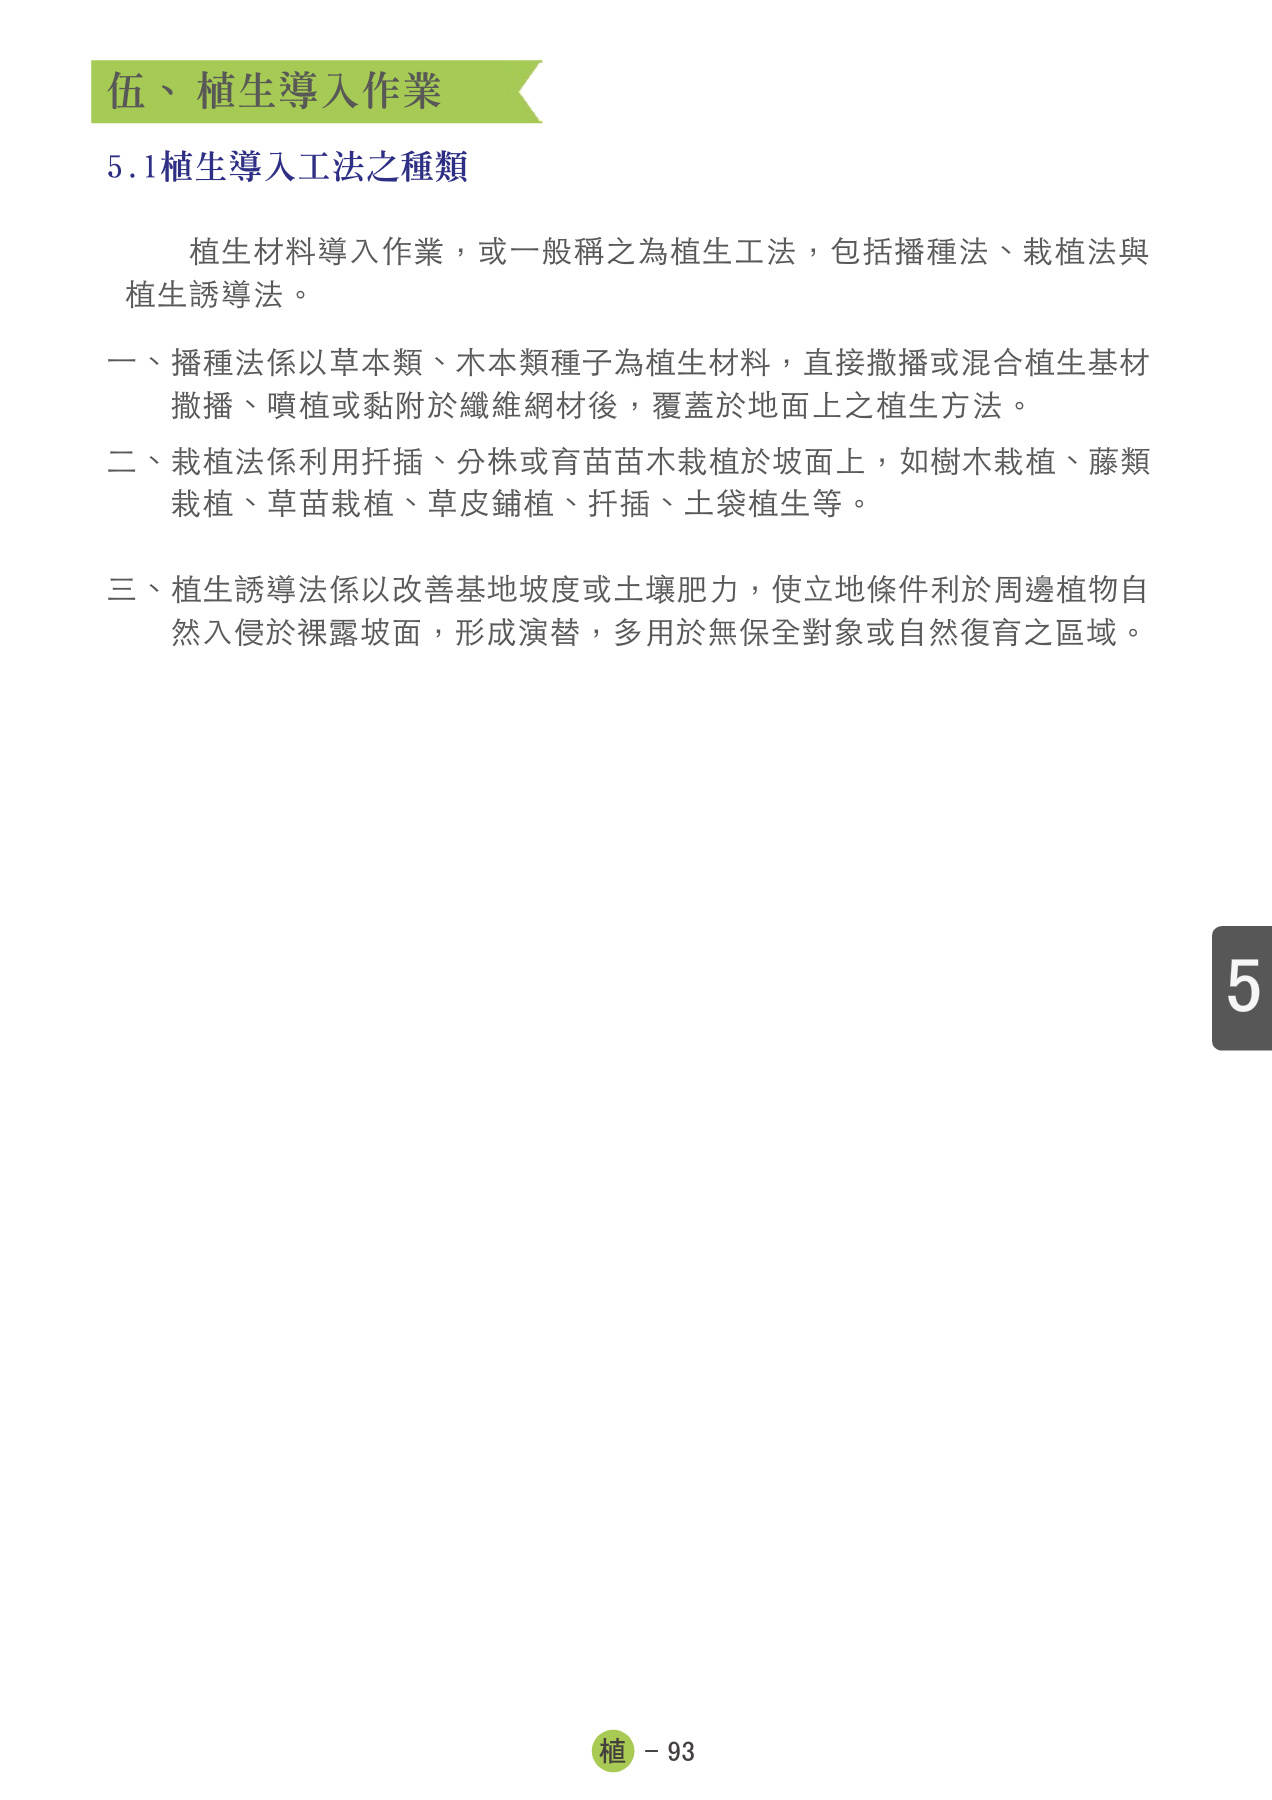 伍、植生導入作業
5.1植生導入工法之種類
植生材料導入作業，或一般稱之為植生工法，包括播種法、栽植法與
植生誘導法。
一、播種法係以草本類、木本類種子為植生材料，直接撒播或混合植生基材
撒播、噴植或黏附於纖維網材後，覆蓋於地面上之植生方法。
二、栽植法係利用扦插、分株或育苗苗木栽植於坡面上，如樹木栽植、藤類
栽植、草苗栽植、草皮鋪植、扦插、土袋植生等。
三、植生誘導法係以改善基地坡度或土壤肥力，使立地條件利於周邊植物自
然入侵於裸露坡面，形成演替，多用於無保全對象或自然復育之區域。
5
植 - 93